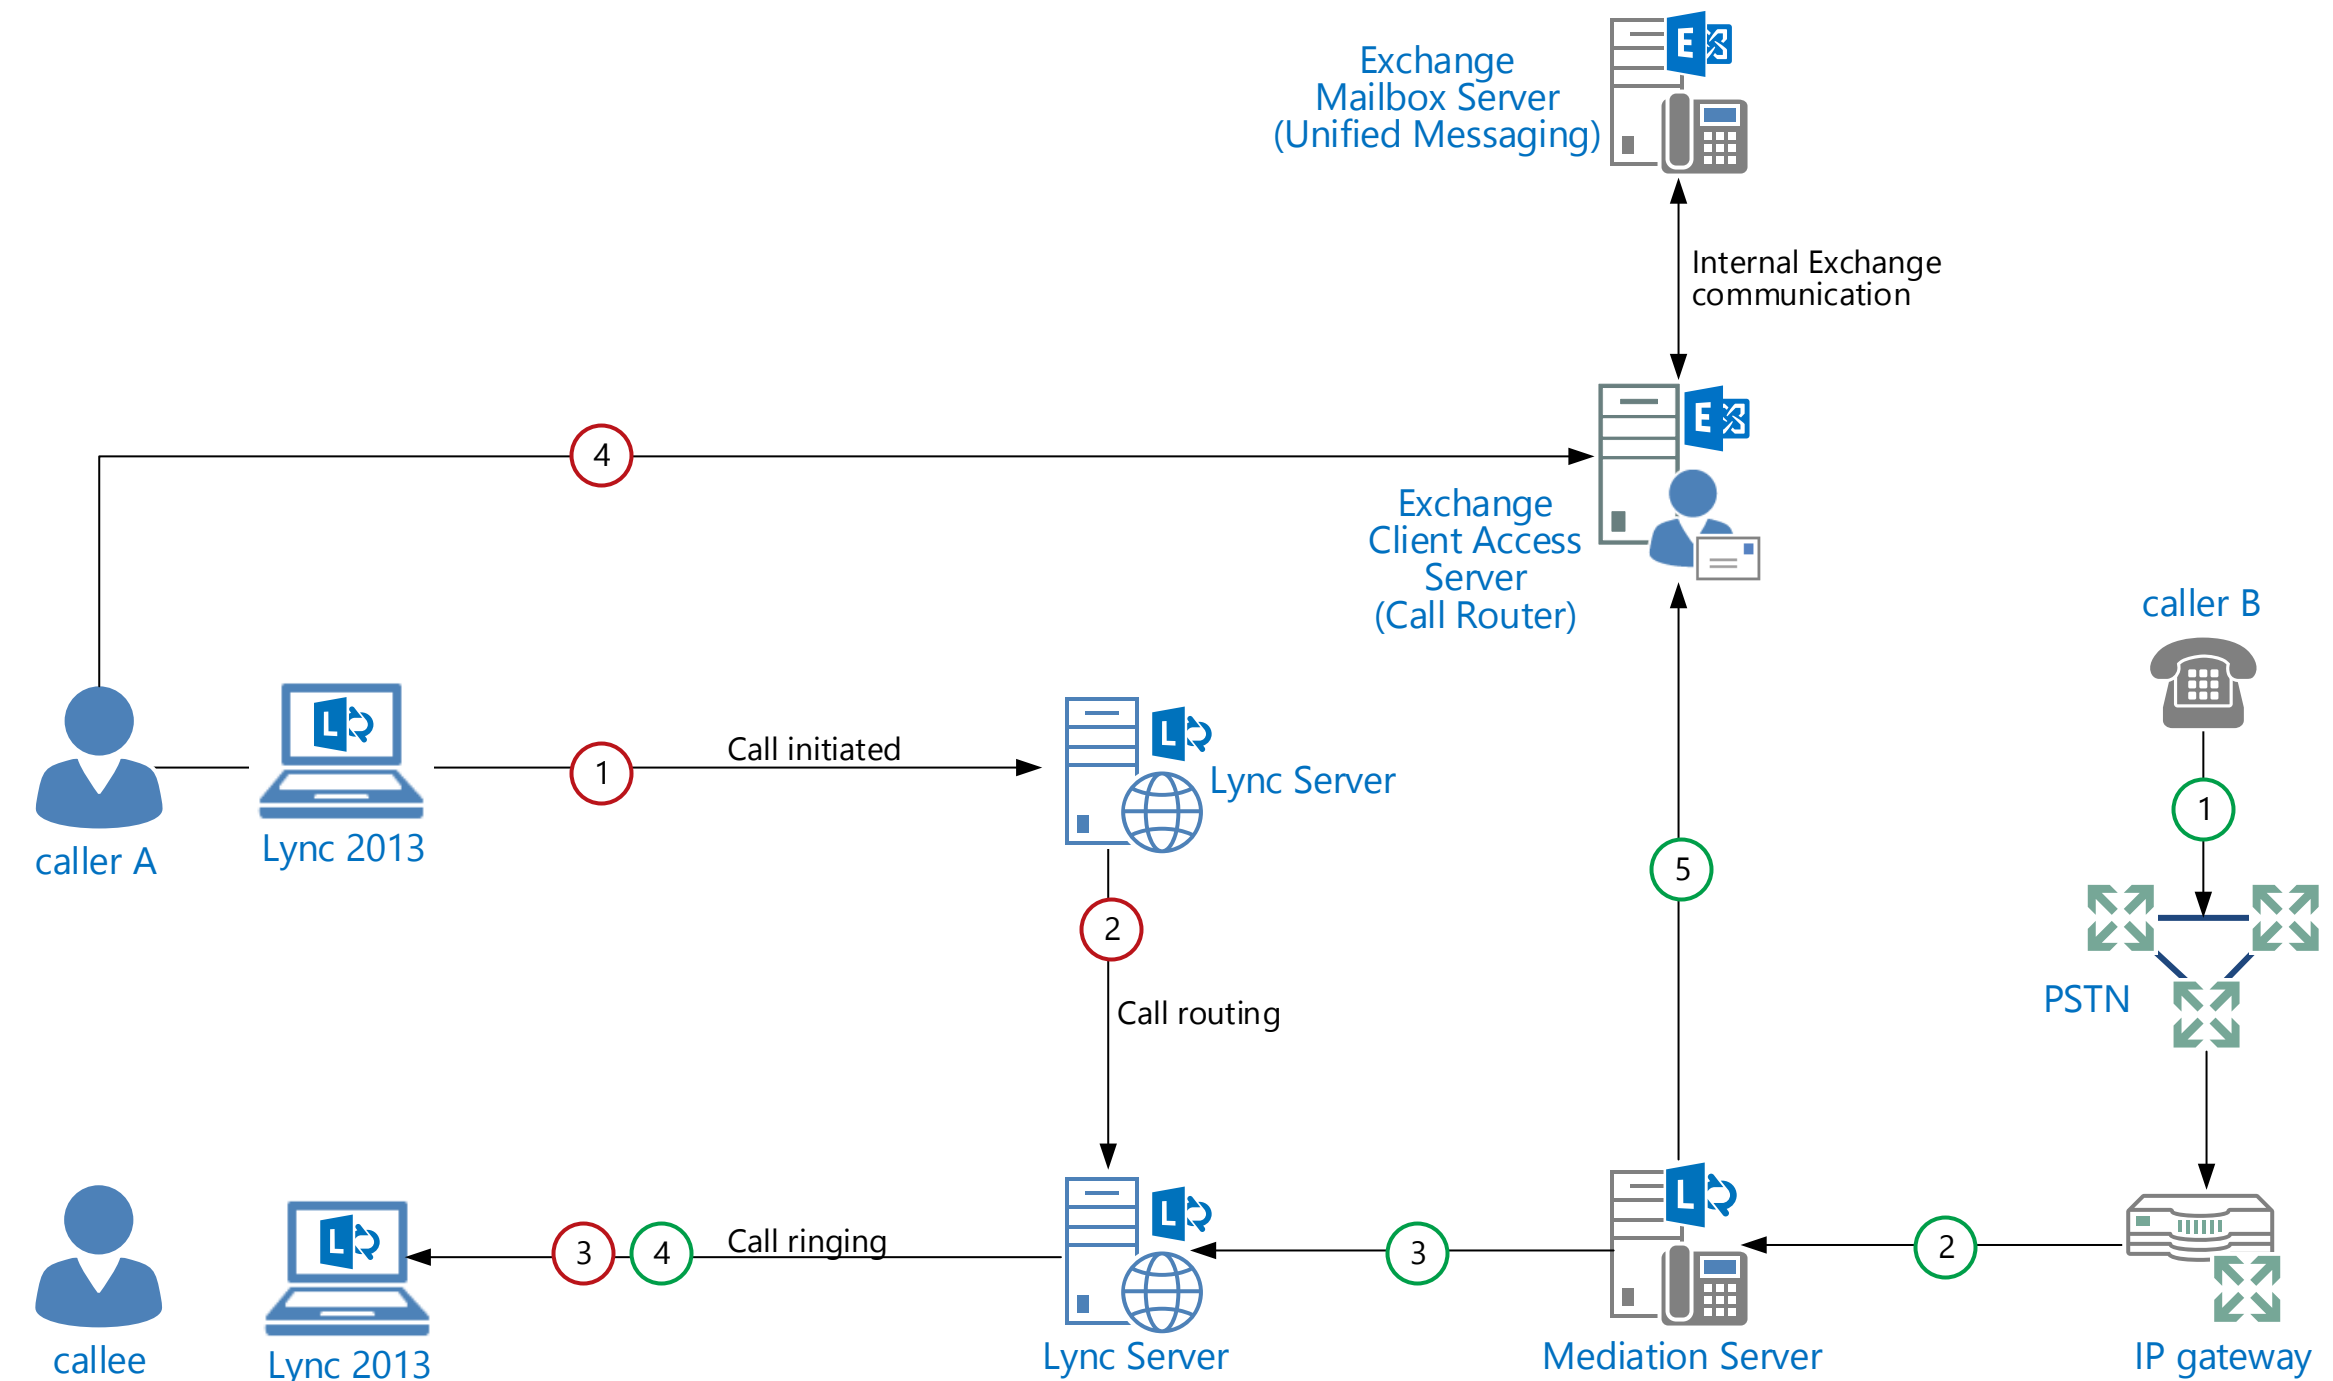 Exchange
Mailbox Server
(Unified Messaging)
E
Internal Exchange
communication
4
E
Exchange
Client Access
Server
(Call Router)
caller B
L
Call initiated
1
L
Lync Server
caller A
Lync 2013
1
5
2
Call routing
PSTN
L
Call ringing
3
4
L
3
L
2
callee
Lync 2013
Lync Server
Mediation Server
IP gateway